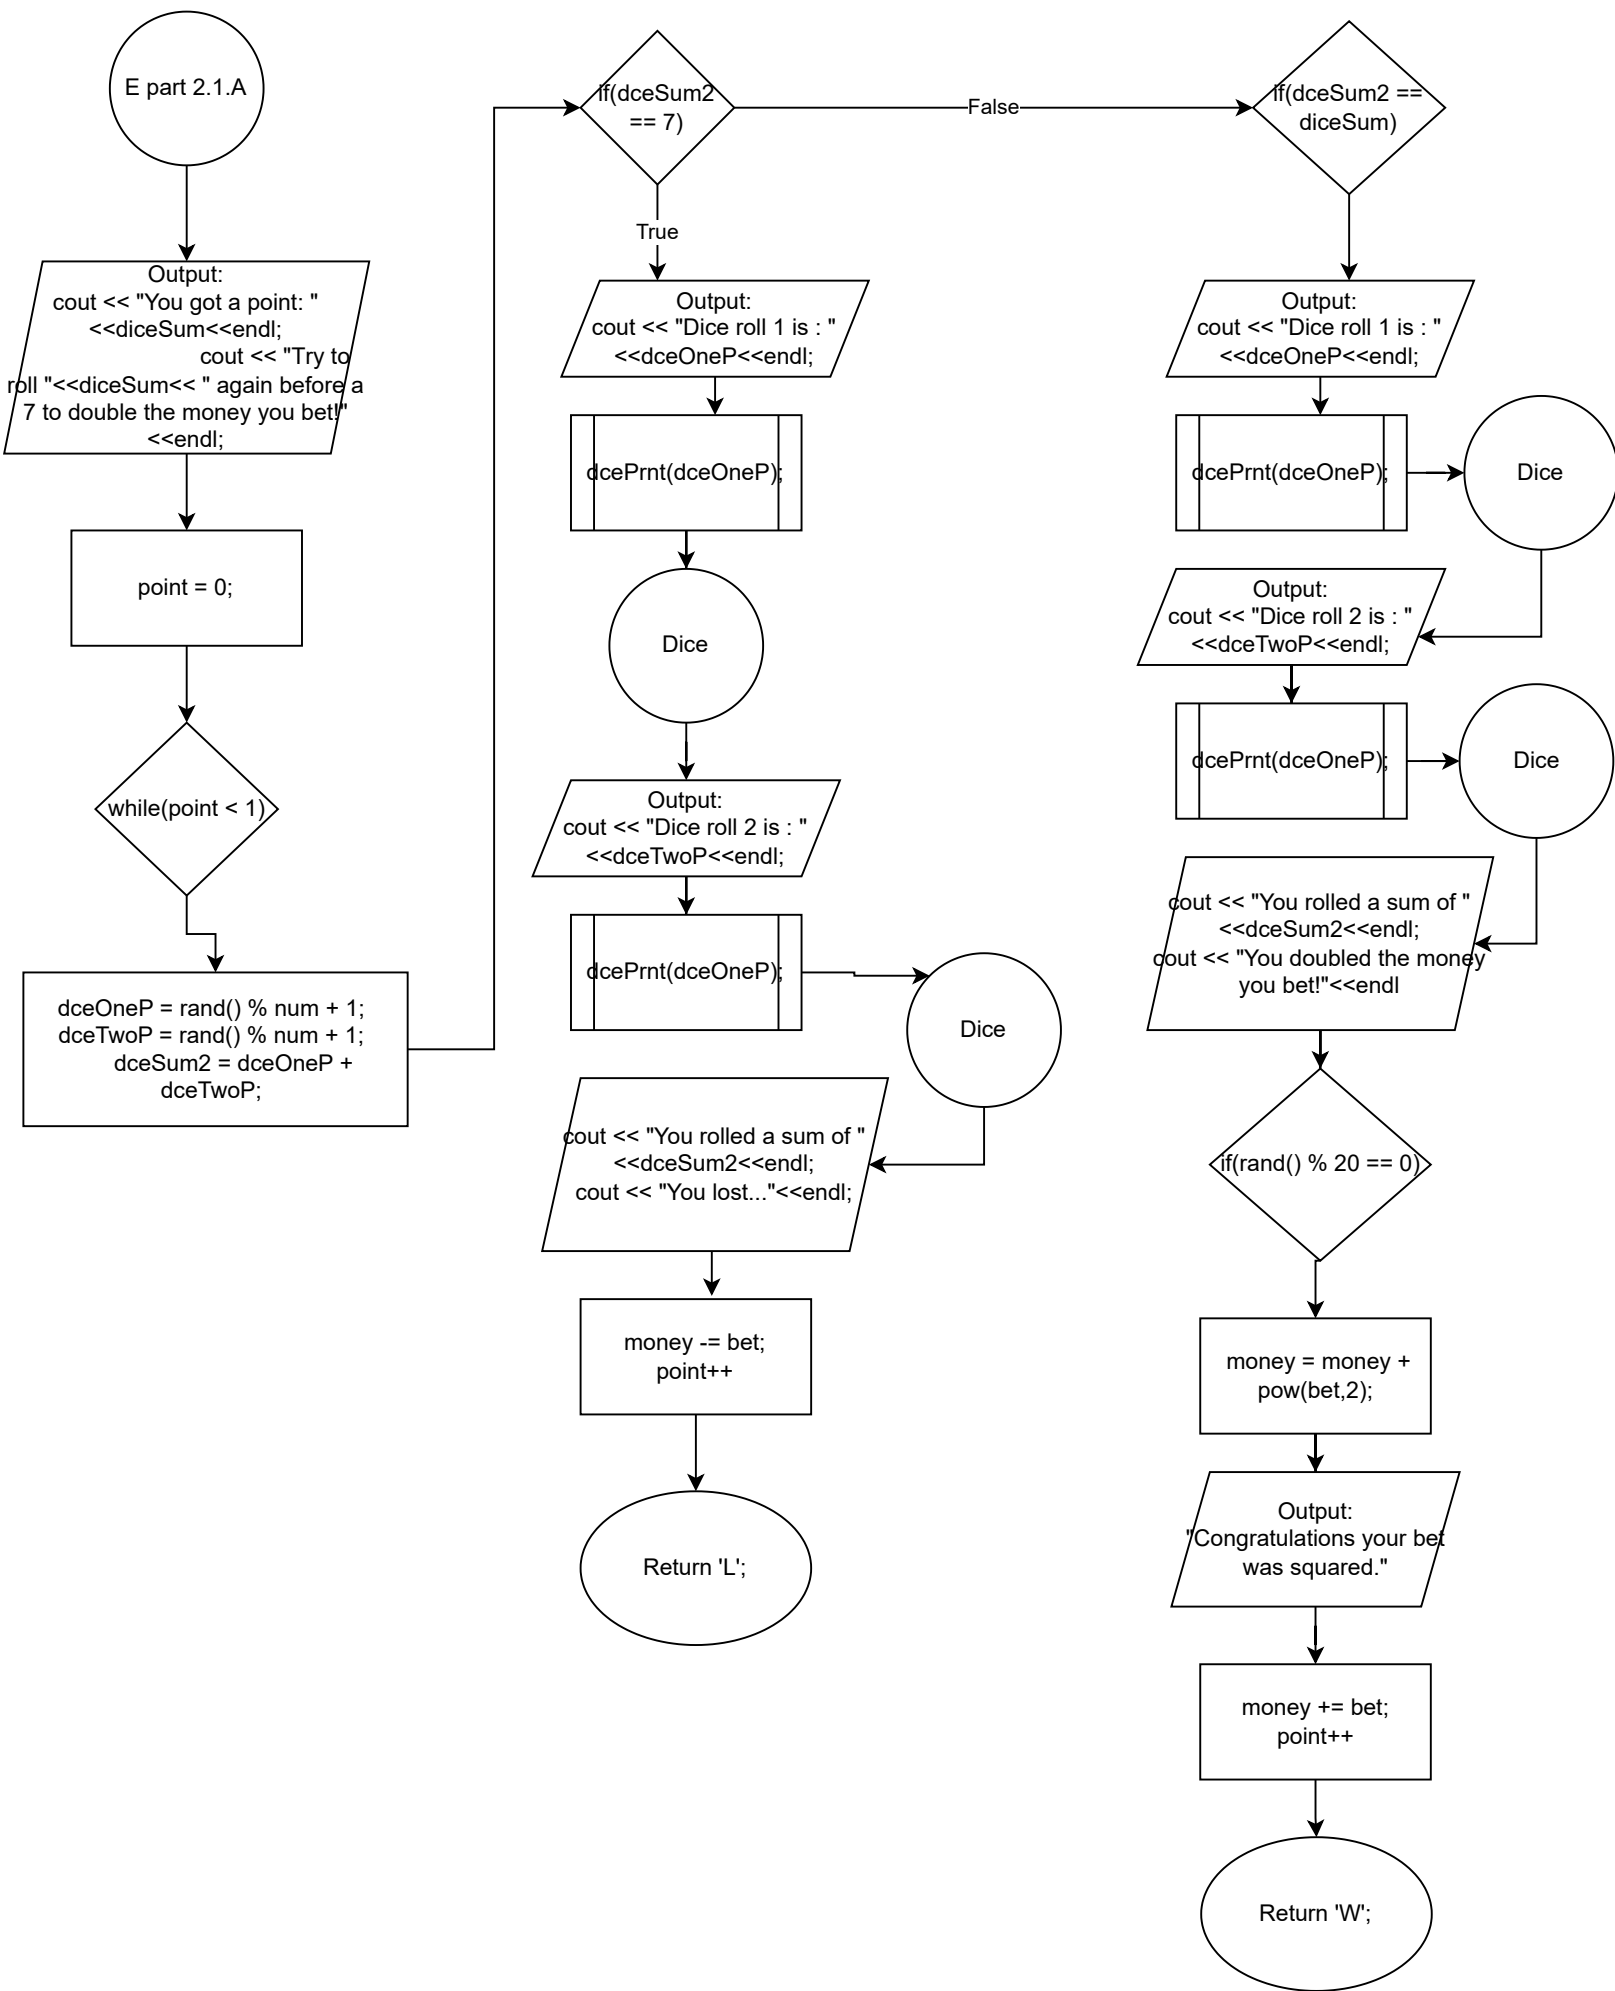 E part 2.1.A
Output:
cout << "You got a point: "
<<diceSum<<endl;
cout << "Try to
roll "<<diceSum<< " again before a
7 to double the money you bet!"
<<endl;
point = 0;
while(point < 1)
dceOneP = rand() % num + 1;
dceTwoP = rand() % num + 1;
dceSum2 = dceOneP +
dceTwoP;
if(dceSum2
== 7)
True
False
Output:
cout << "Dice roll 1 is : "
<<dceOneP<<endl;
dcePrnt(dceOneP);
Dice
Output:
cout << "Dice roll 2 is : "
<<dceTwoP<<endl;
dcePrnt(dceOneP);
Dice
cout << "You rolled a sum of "
<<dceSum2<<endl;
cout << "You lost..."<<endl;
money -= bet;
point++
Return 'L';
if(dceSum2 ==
diceSum)
Output:
cout << "Dice roll 1 is : "
<<dceOneP<<endl;
dcePrnt(dceOneP);
Dice
Output:
cout << "Dice roll 2 is : "
<<dceTwoP<<endl;
dcePrnt(dceOneP);
Dice
cout << "You rolled a sum of "
<<dceSum2<<endl;
cout << "You doubled the money
you bet!"<<endl
if(rand() % 20 == 0)
money = money +
pow(bet,2);
Output:
"Congratulations your bet
was squared."
money += bet;
point++
Return 'W';